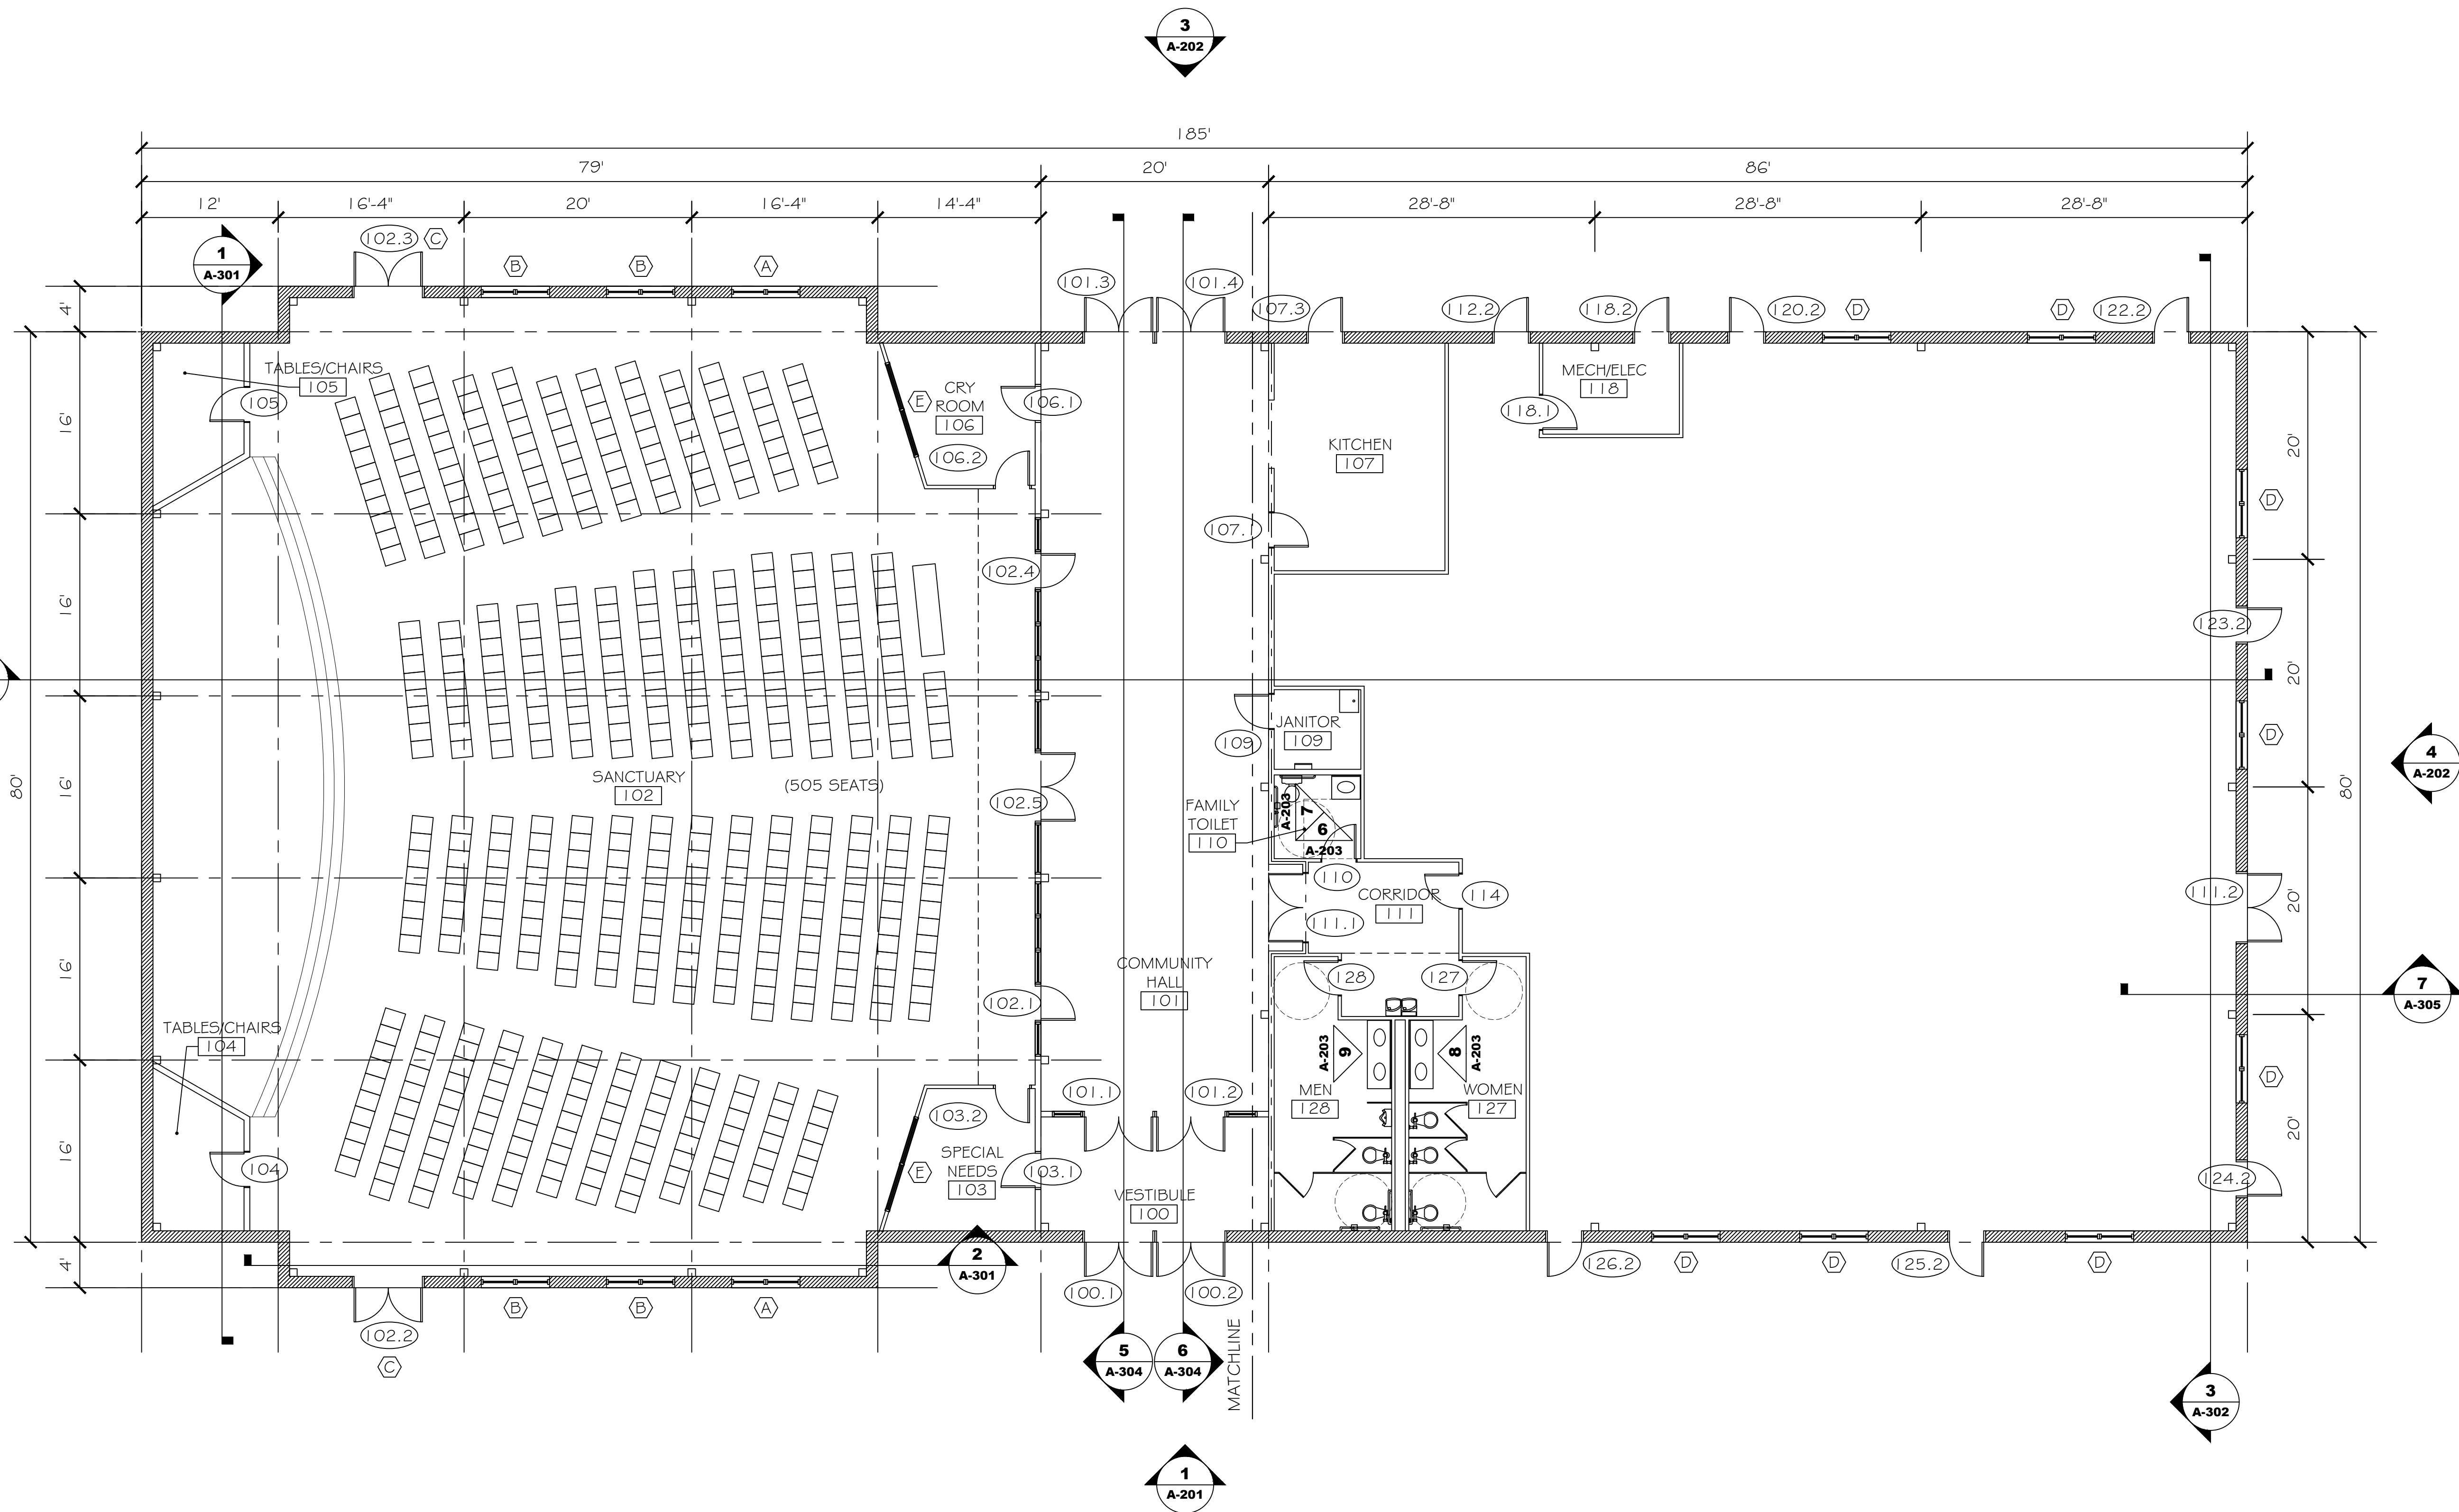 3
A-202
185'
79'
20'
86'
12'
16'-4"
20'
16'-4"
14'-4"
28'-8"
28'-8"
28'-8"
102.3
C
1
A-301
B
B
A
101.3
101.4
107.3
112.2
118.2
120.2
D
D
122.2
4'
TABLES/CHAIRS
105
105
CRY
ROOM
106
E
106.1
106.2
MECH/ELEC
118
118.1
KITCHEN
107
16'
20'
D
107.1
102.4
16'
123.2
20'
80'
80'
JANITOR
109
109
D
4
A-202
SANCTUARY
102
(505 SEATS)
102.5
16'
FAMILY
TOILET
110
A-203
7
6
A-203
110
CORRIDOR
111
114
111.1
111.2
20'
16'
COMMUNITY
HALL
101
128
127
102.1
7
A-305
TABLES/CHAIRS
104
A-203
9
8
A-203
MEN
128
WOMEN
127
D
101.1
101.2
103.2
16'
20'
104
E
SPECIAL
NEEDS
103
103.1
VESTIBULE
100
124.2
4'
2
A-301
126.2
D
D
125.2
D
100.1
100.2
B
B
A
102.2
C
5
A-304
6
A-304
MATCHLINE
3
A-302
1
A-201